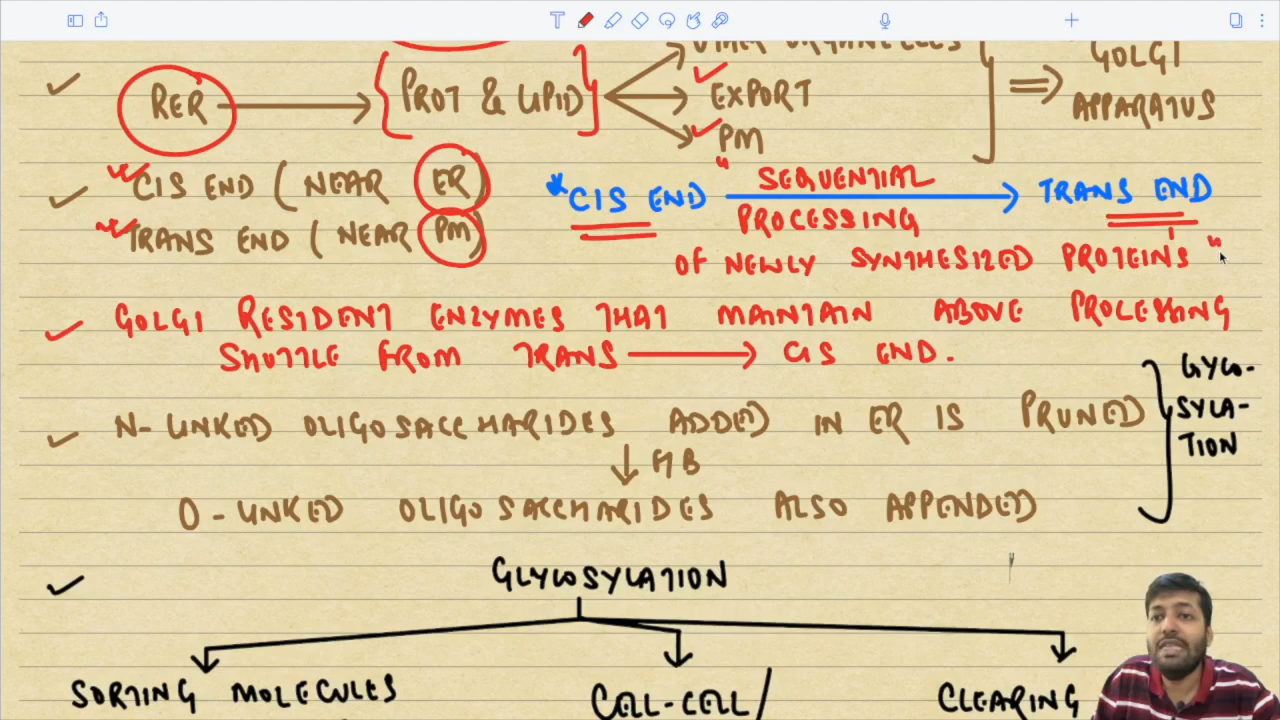 OTHER ORGANELLES
RER → PROT & LIPID EXPORT ⇒ GOLGI
PM APPARATUS
CIS END (NEAR ER)
TRANS END (NEAR PM)
* CIS END → TRANS END
" SEQUENTIAL
PROCESSING
OF NEWLY SYNTHESIZED PROTEINS "
GOLGI RESIDENT ENZYMES THAT MAINTAIN ABOVE PROCESSING
SHUTTLE FROM TRANS → CIS END.
N-LINKED OLIGOSACCHARIDES ADDED IN ER IS PRUNED
↓ GB
O-LINKED OLIGOSACCHARIDES ALSO APPENDED
GLYCO-
SYLA-
TION
GLYCOSYLATION
SORTING MOLECULES
CELL-CELL/
CLEARING